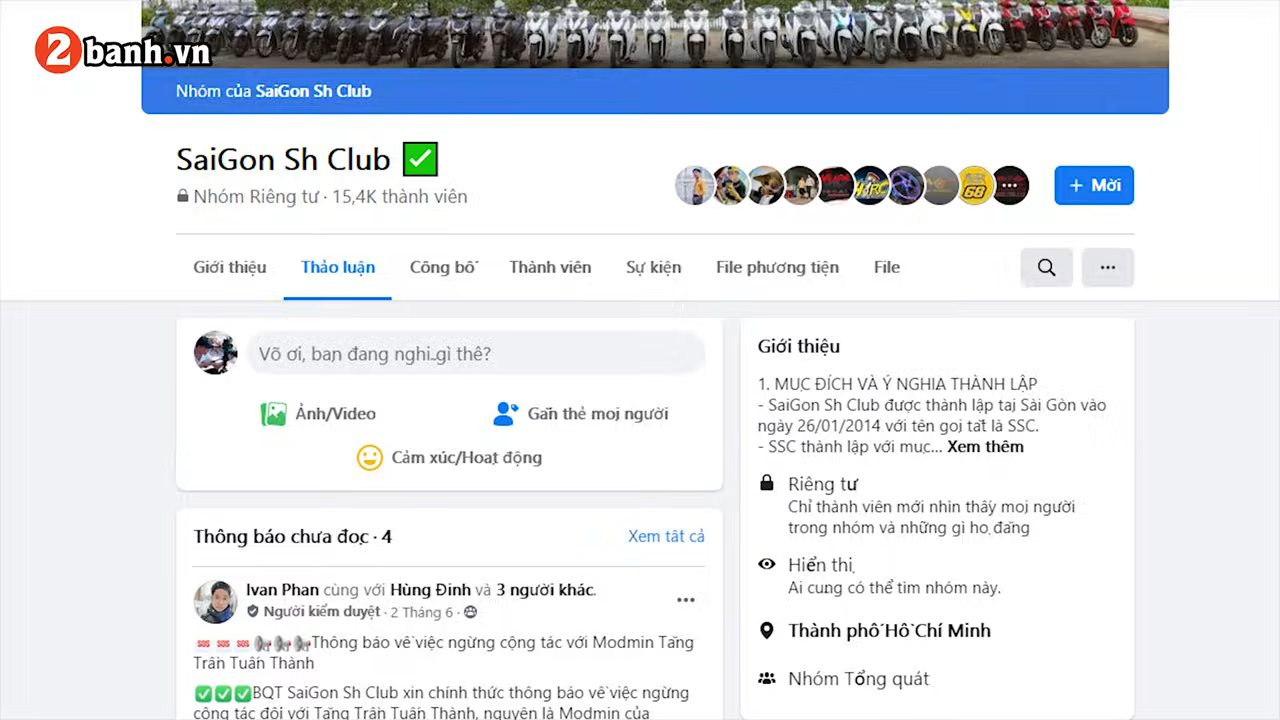 2banh.vn
Nhóm của SaiGon Sh Club
SaiGon Sh Club ✅
Nhóm Riêng tư · 15,4K thành viên
+ Mời
Giới thiệu Thảo luận Công bố Thành viên Sự kiện File phương tiện File
Võ ơi, bạn đang nghĩ gì thế?
Ảnh/Video Gắn thẻ mọi người
Cảm xúc/Hoạt động
Thông báo chưa đọc · 4 Xem tất cả
Ivan Phan cùng với Hùng Đinh và 3 người khác.
Người kiểm duyệt · 2 Tháng 6 ·
🆘 🆘 🆘📢📢📢Thông báo về việc ngừng cộng tác với Modmin Tăng
Trần Tuấn Thành
✅✅✅BQT SaiGon Sh Club xin chính thức thông báo về việc ngừng
cộng tác đối với Tăng Trần Tuấn Thành, nguyên là Modmin của
Giới thiệu
1. MỤC ĐÍCH VÀ Ý NGHĨA THÀNH LẬP
- SaiGon Sh Club được thành lập tại Sài Gòn vào
ngày 26/01/2014 với tên gọi tắt là SSC.
- SSC thành lập với mục... Xem thêm
Riêng tư
Chỉ thành viên mới nhìn thấy mọi người
trong nhóm và những gì họ đăng
Hiển thị
Ai cũng có thể tìm nhóm này.
Thành phố Hồ Chí Minh
Nhóm Tổng quát